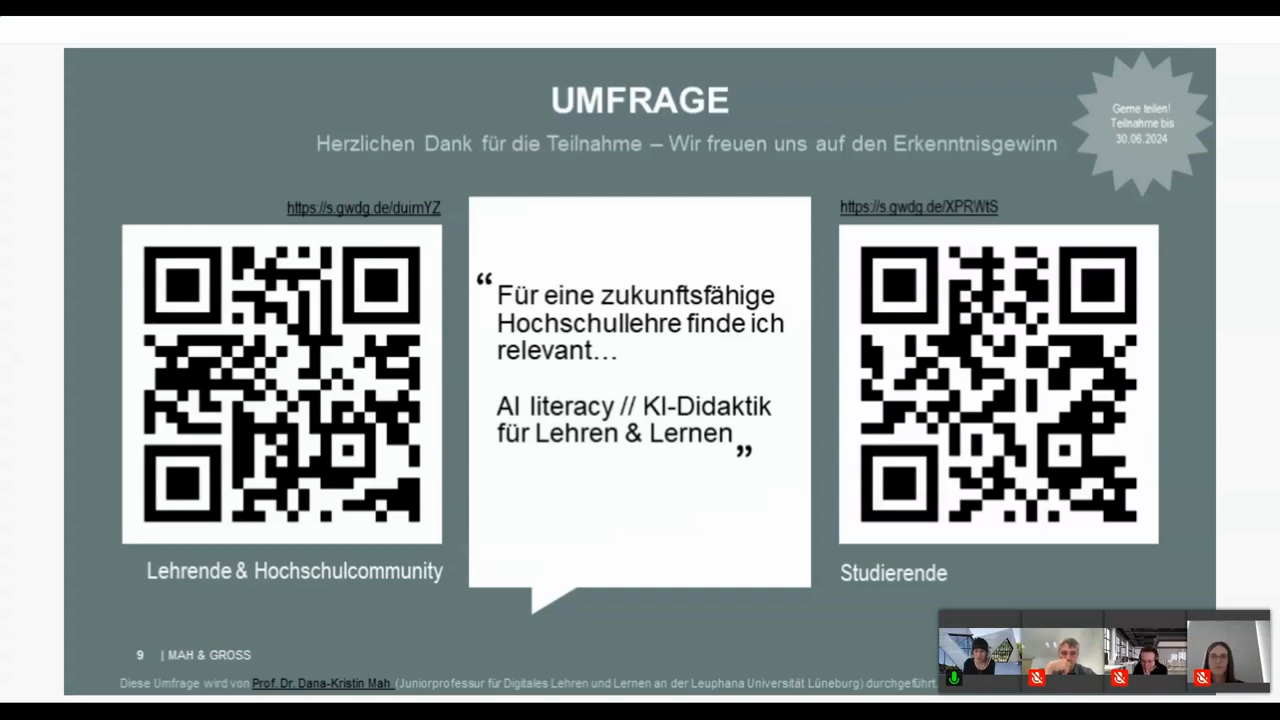 UMFRAGE
Herzlichen Dank für die Teilnahme – Wir freuen uns auf den Erkenntnisgewinn
Gerne teilen!
Teilnahme bis
30.06.2024
https://s.gwdg.de/duimYZ
https://s.gwdg.de/XPRWtS
“Für eine zukunftsfähige
Hochschullehre finde ich
relevant…
AI literacy // KI-Didaktik
für Lehren & Lernen”
Lehrende & Hochschulcommunity
Studierende
9 | MAH & GROSS
Diese Umfrage wird von Prof. Dr. Dana-Kristin Mah (Juniorprofessur für Digitales Lehren und Lernen an der Leuphana Universität Lüneburg) durchgeführt.